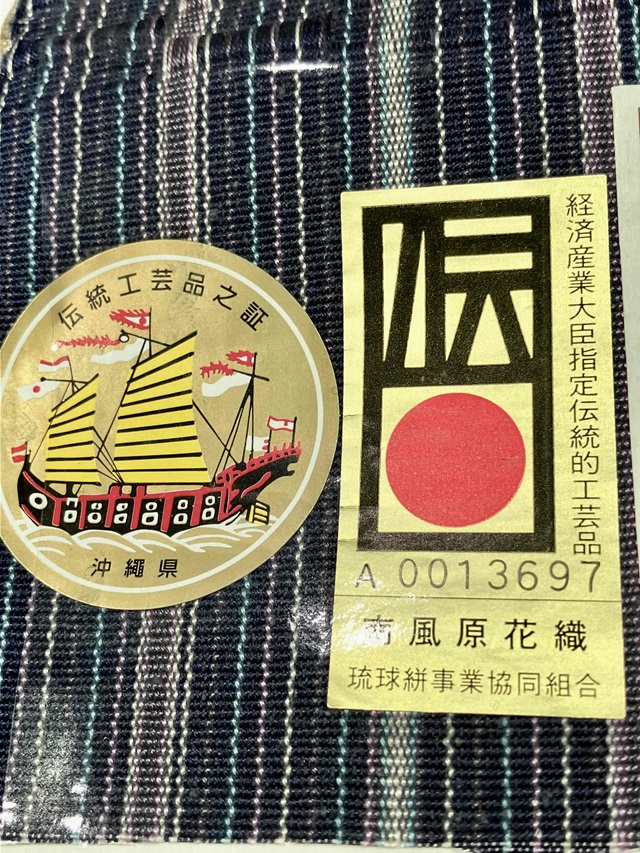 伝統工芸品之証
沖繩県
伝
経済産業大臣指定伝統的工芸品
A 0013697
南風原花織
琉球絣事業協同組合